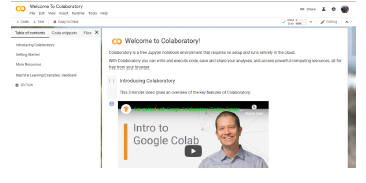 Welcome To Colaboratory
File Edit View Insert Runtime Tools Help
Share
+ Code + Text Copy to Drive
Editing
Table of contents Code snippets Files X
Introducing Colaboratory
Getting Started
More Resources
Machine Learning Examples: Seedbank
SECTION
CO Welcome to Colaboratory!
Colaboratory is a free Jupyter notebook environment that requires no setup and runs entirely in the cloud.
With Colaboratory you can write and execute code, save and share your analyses, and access powerful computing resources, all for
free from your browser.
Introducing Colaboratory
This 3-minute video gives an overview of the key features of Colaboratory:
Intro to
Google Colab